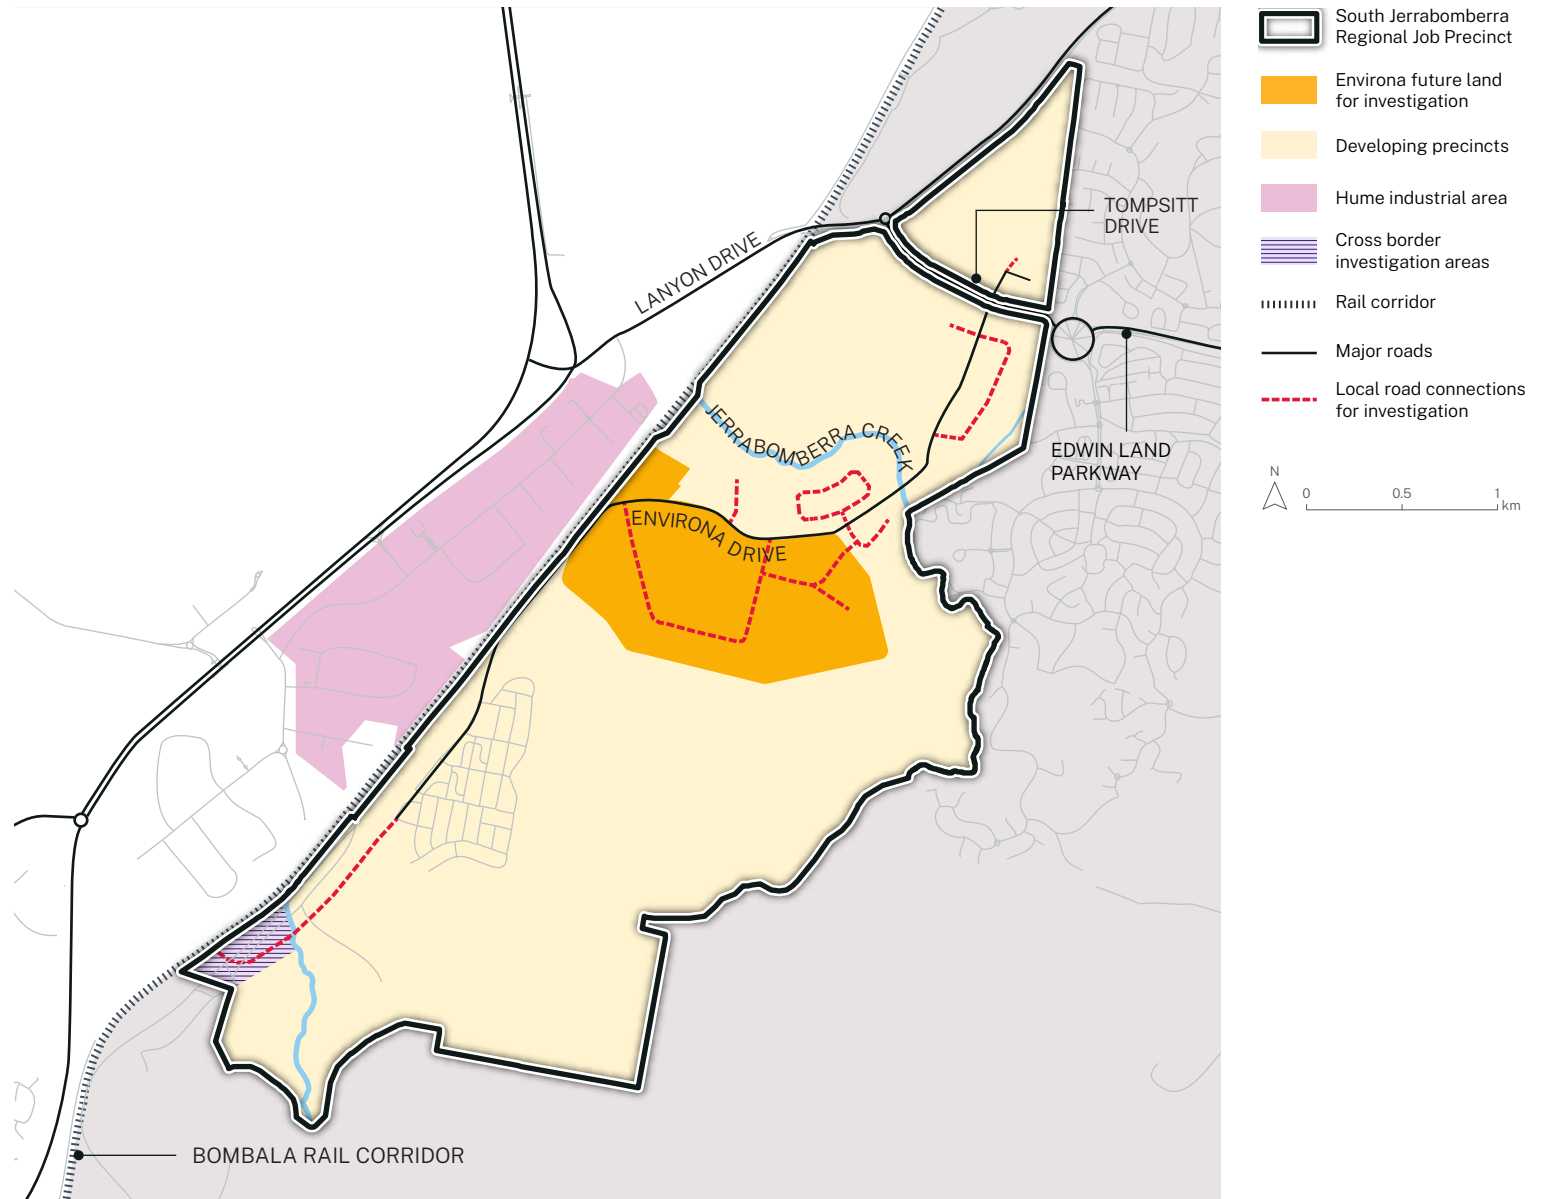 South Jerrabomberra
Regional Job Precinct
Environa future land
for investigation
Developing precincts
Hume industrial area
Cross border
investigation areas
Rail corridor
Major roads
Local road connections
for investigation
N
0 0.5 1
km
TOMPSITT
DRIVE
LANYON DRIVE
JERRABOMBERRA CREEK
EDWIN LAND
PARKWAY
ENVIRONA DRIVE
BOMBALA RAIL CORRIDOR